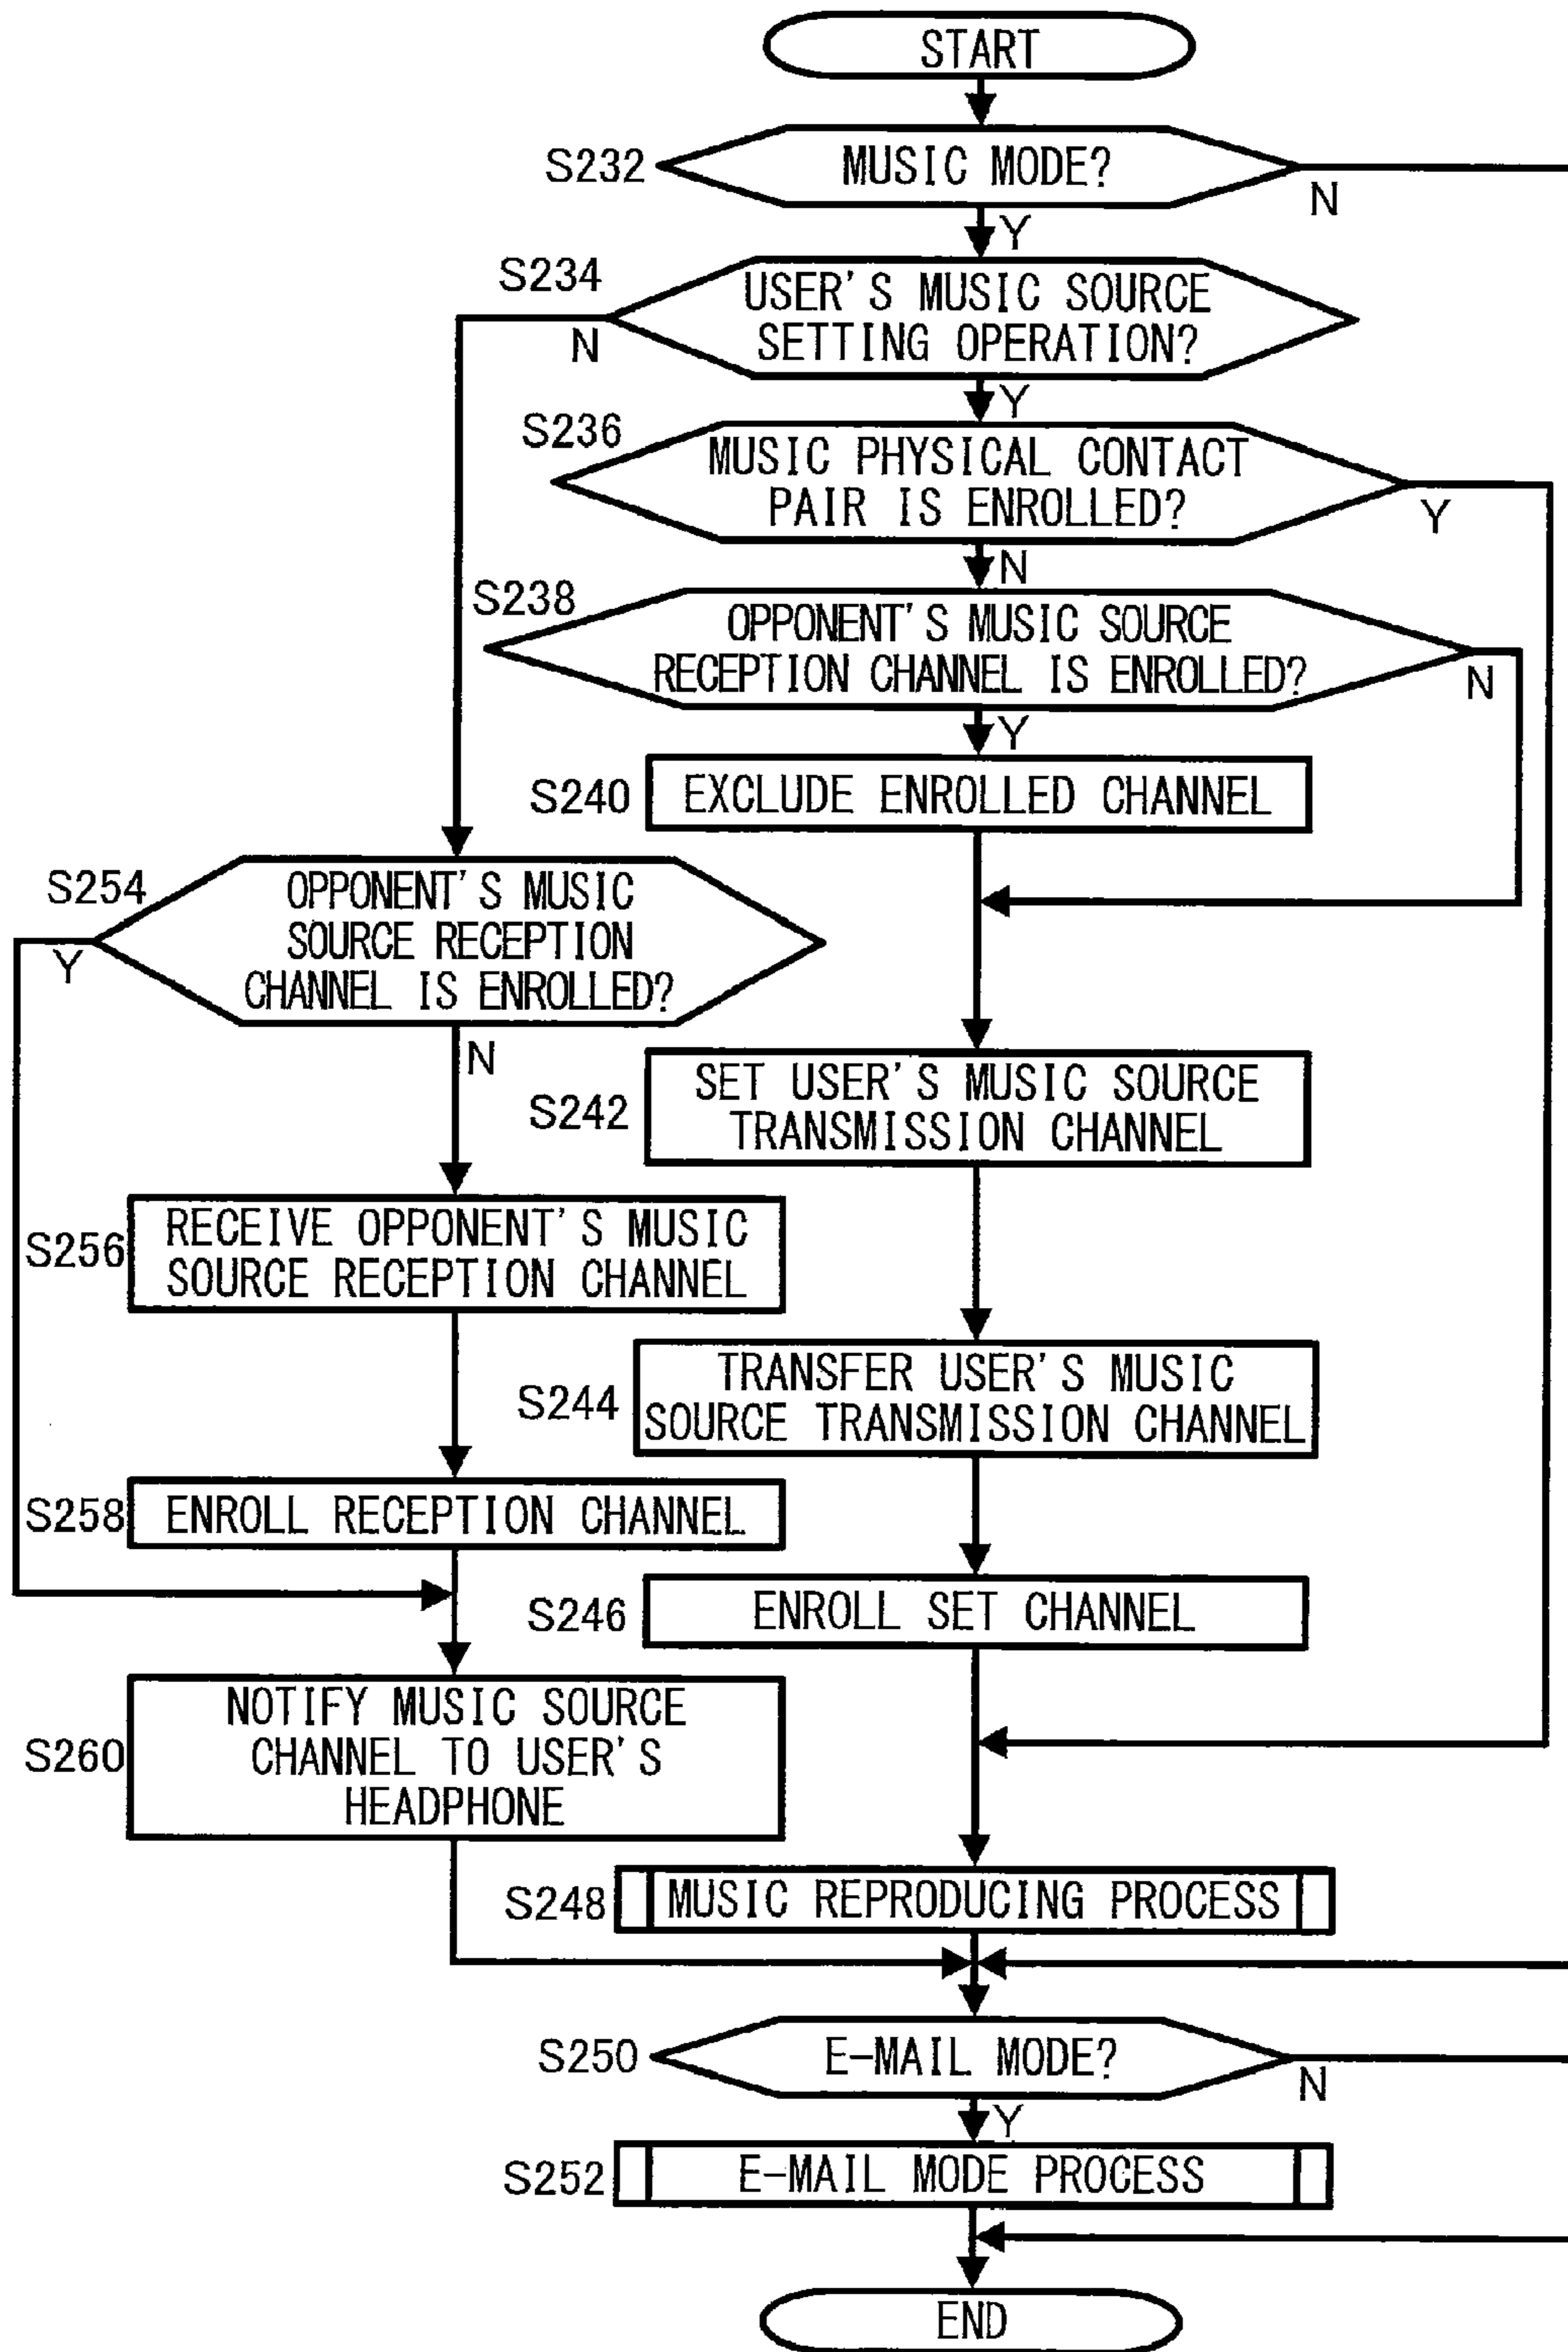 START
S232
MUSIC MODE?
N
Y
S234
USER'S MUSIC SOURCE
SETTING OPERATION?
N
Y
S236
MUSIC PHYSICAL CONTACT
PAIR IS ENROLLED?
Y
N
S238
OPPONENT'S MUSIC SOURCE
RECEPTION CHANNEL IS ENROLLED?
N
Y
S240
EXCLUDE ENROLLED CHANNEL
S254
OPPONENT'S MUSIC
SOURCE RECEPTION
CHANNEL IS ENROLLED?
Y
N
S242
SET USER'S MUSIC SOURCE
TRANSMISSION CHANNEL
S256
RECEIVE OPPONENT'S MUSIC
SOURCE RECEPTION CHANNEL
S244
TRANSFER USER'S MUSIC
SOURCE TRANSMISSION CHANNEL
S258
ENROLL RECEPTION CHANNEL
S246
ENROLL SET CHANNEL
S260
NOTIFY MUSIC SOURCE
CHANNEL TO USER'S
HEADPHONE
S248
MUSIC REPRODUCING PROCESS
S250
E-MAIL MODE?
N
Y
S252
E-MAIL MODE PROCESS
END